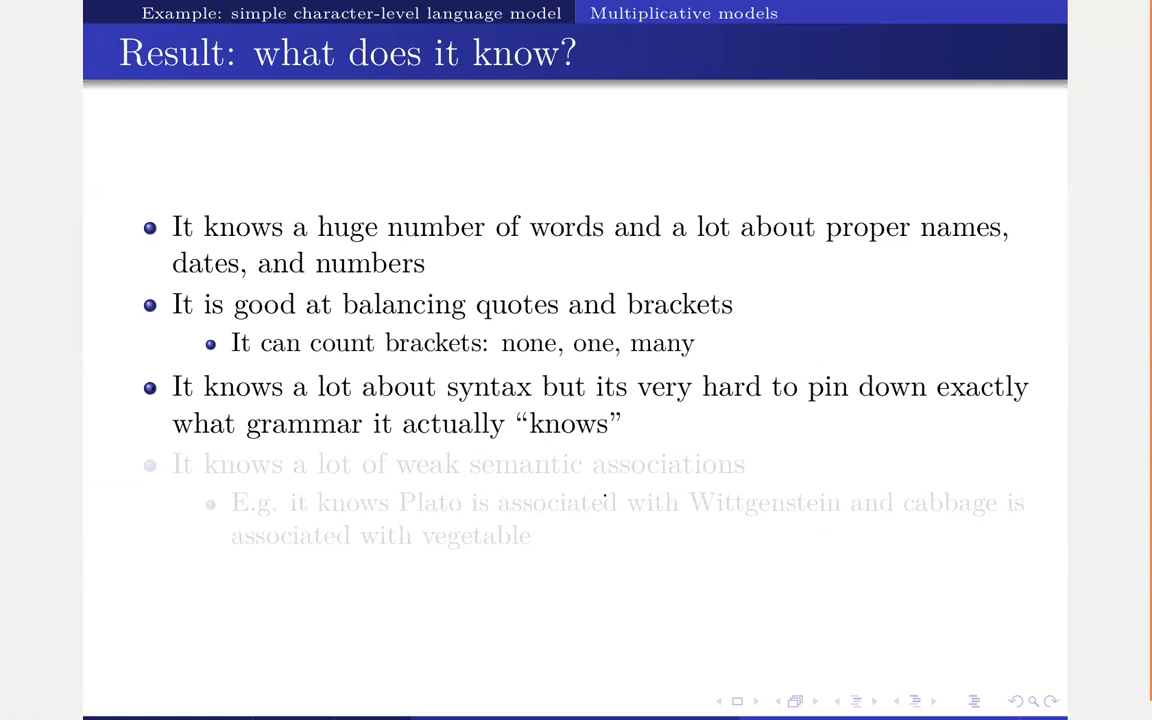 Example: simple character-level language model
Multiplicative models
Result: what does it know?
It knows a huge number of words and a lot about proper names,
dates, and numbers
It is good at balancing quotes and brackets
It can count brackets: none, one, many
It knows a lot about syntax but its very hard to pin down exactly
what grammar it actually “knows”
It knows a lot of weak semantic associations
E.g. it knows Plato is associated with Wittgenstein and cabbage is
associated with vegetable